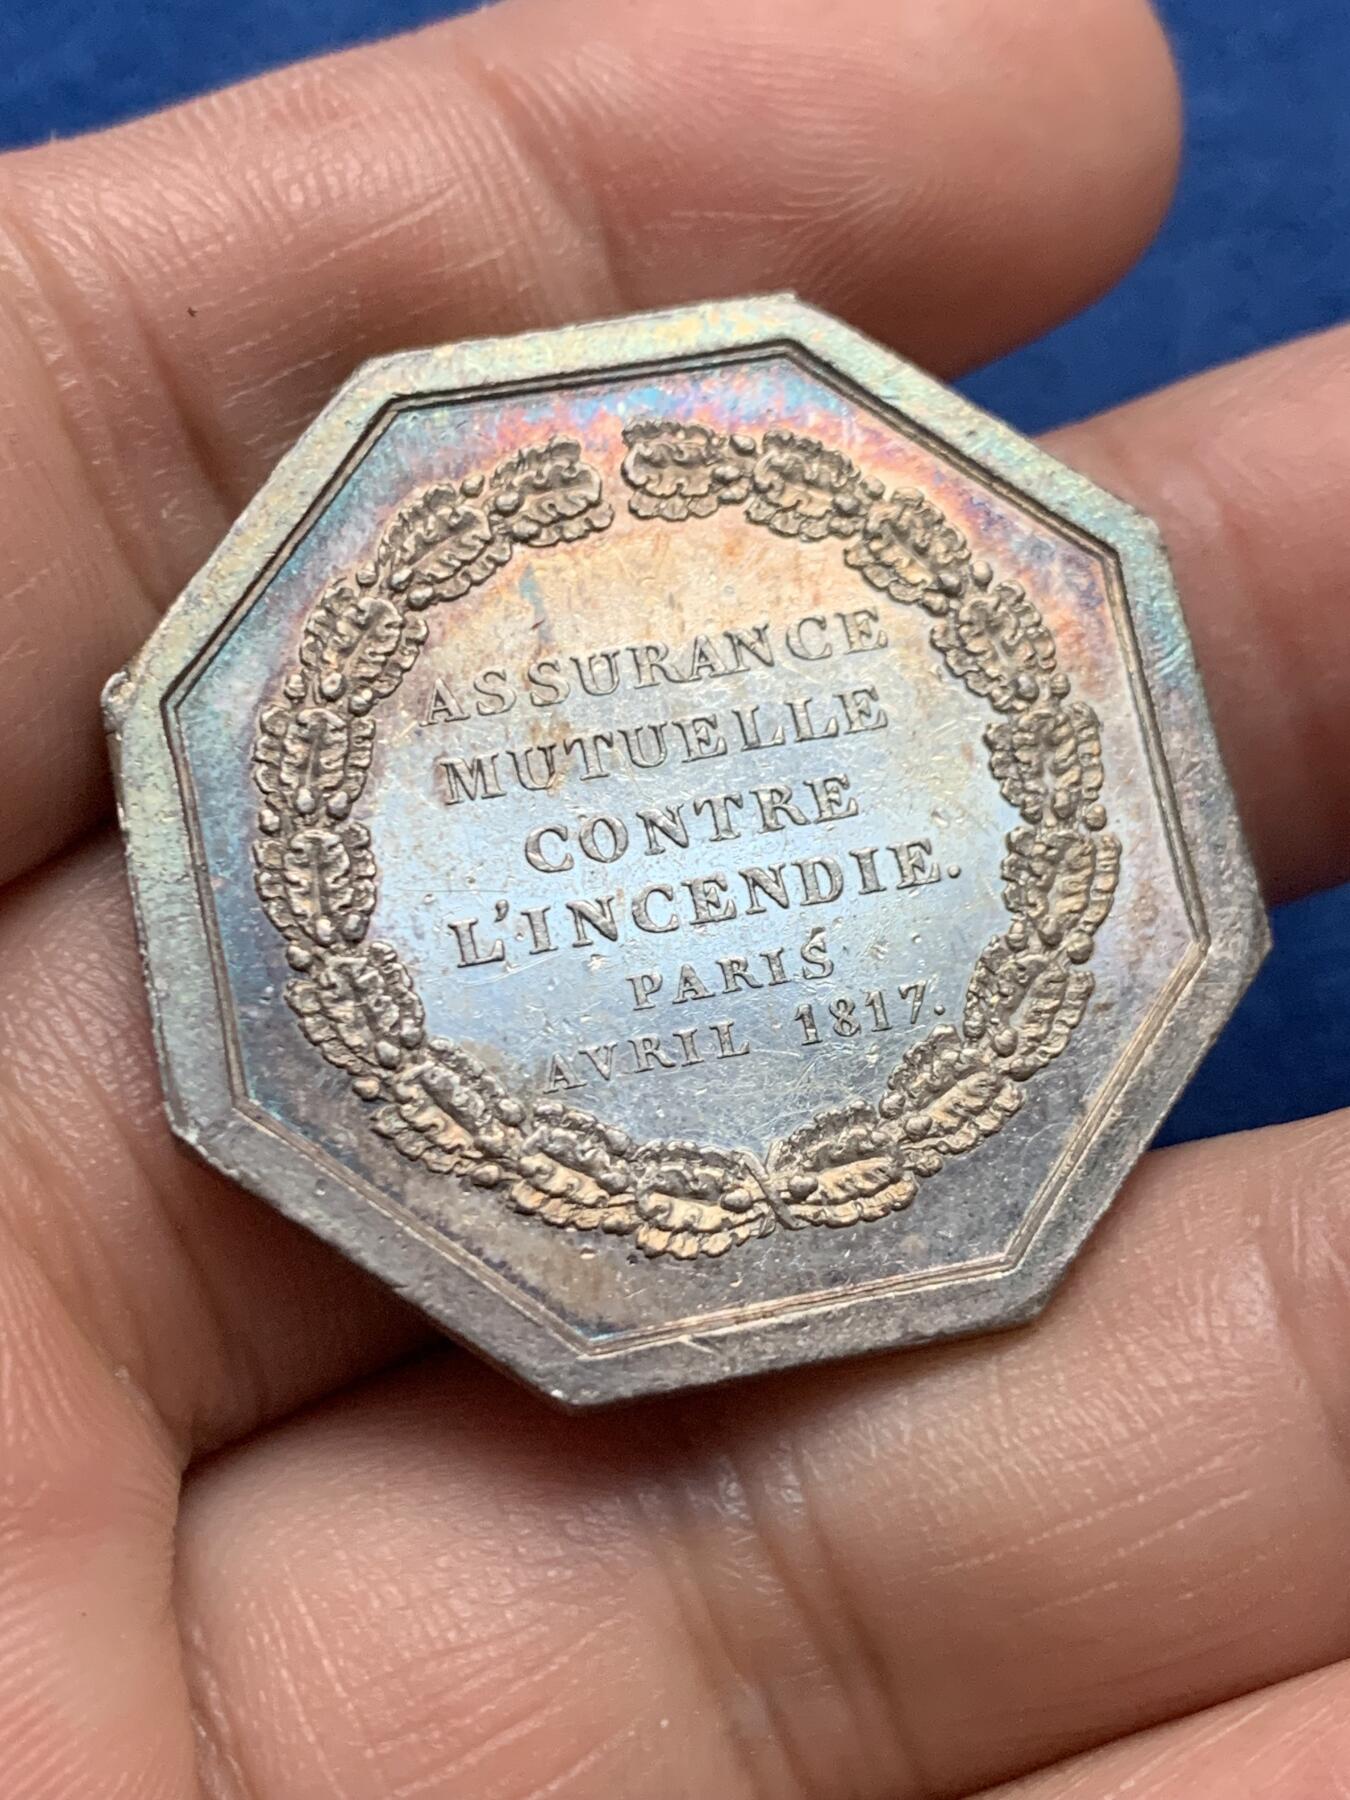 ASSURANCE
MUTUELLE
CONTRE
L'INCENDIE.
PARIS
AVRIL 1817.